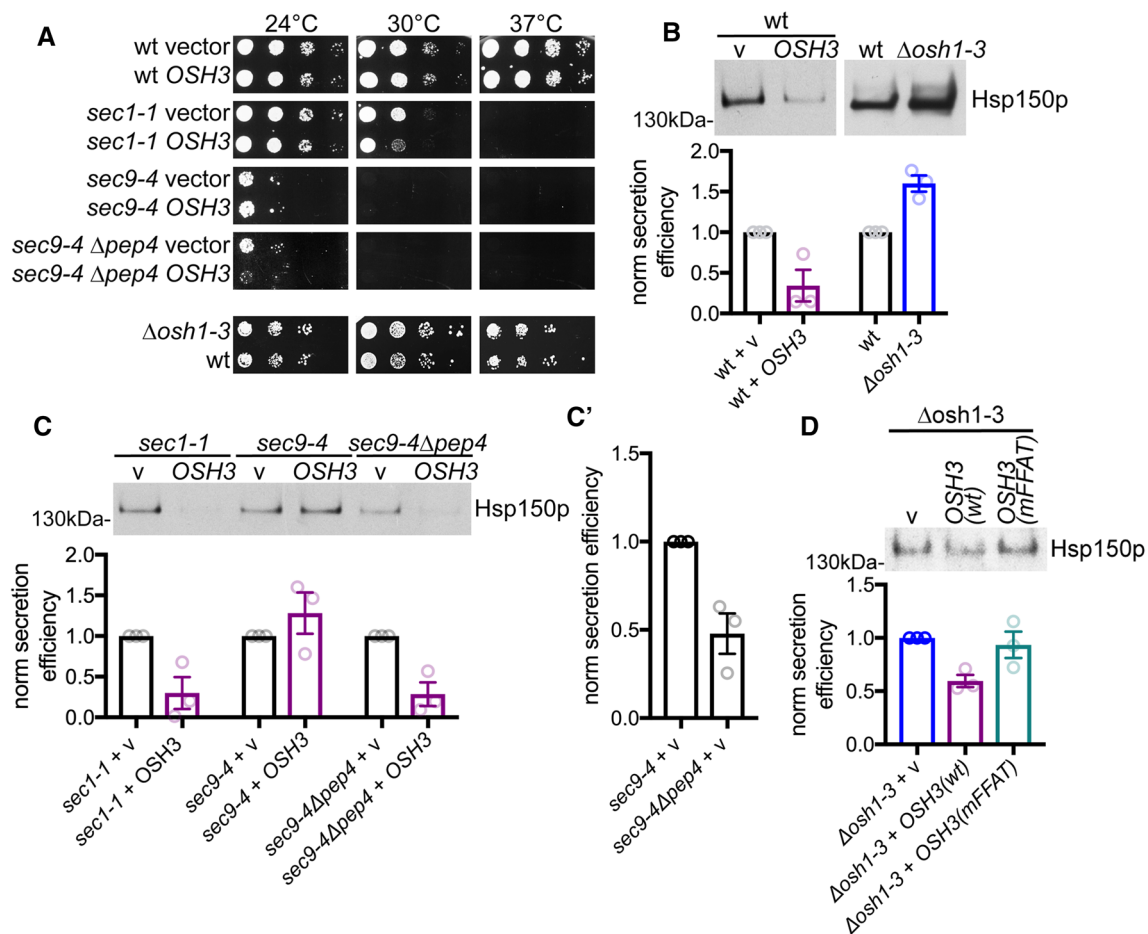 A
24°C 30°C 37°C
wt vector
wt OSH3
sec1-1 vector
sec1-1 OSH3
sec9-4 vector
sec9-4 OSH3
sec9-4 Δpep4 vector
sec9-4 Δpep4 OSH3
Δosh1-3
wt
B
wt
v OSH3 wt Δosh1-3
Hsp150p
130kDa-
norm secretion
efficiency
2.0
1.5
1.0
0.5
0.0
wt + v
wt + OSH3
wt
Δosh1-3
C
sec1-1 sec9-4 sec9-4Δpep4
v OSH3 v OSH3 v OSH3
Hsp150p
130kDa-
norm secretion
efficiency
2.0
1.5
1.0
0.5
0.0
sec1-1 + v
sec1-1 + OSH3
sec9-4 + v
sec9-4 + OSH3
sec9-4Δpep4 + v
sec9-4Δpep4 + OSH3
C’
norm secretion efficiency
1.5
1.0
0.5
0.0
sec9-4 + v
sec9-4Δpep4 + v
D
Δosh1-3
v
OSH3
(wt)
OSH3
(mFFAT)
Hsp150p
130kDa-
norm secretion
efficiency
1.5
1.0
0.5
0.0
Δosh1-3 + v
Δosh1-3 + OSH3(wt)
Δosh1-3 + OSH3(mFFAT)